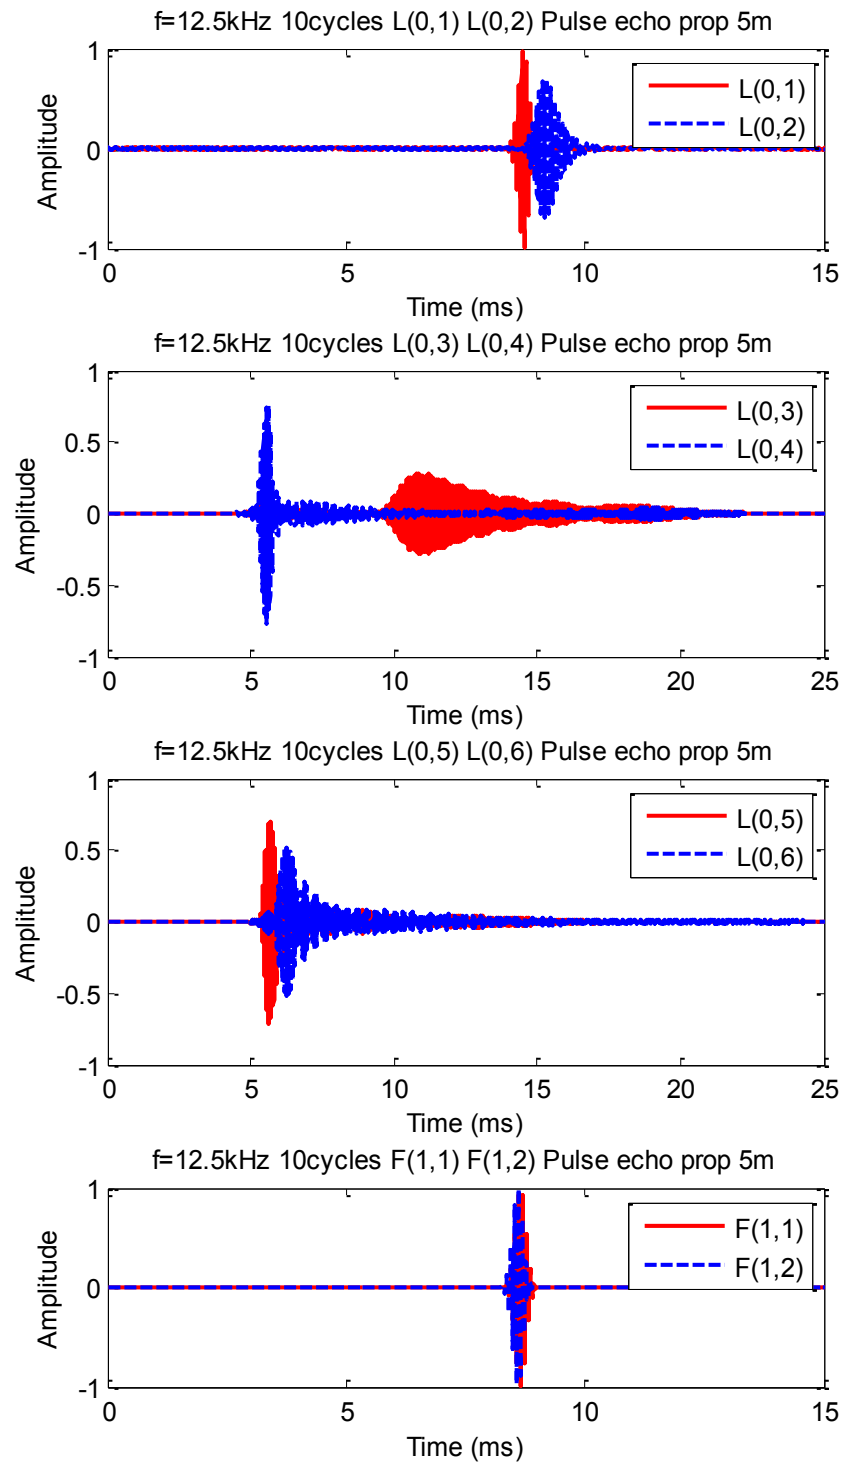 f=12.5kHz 10cycles L(0,1) L(0,2) Pulse echo prop 5m
1
0
-1
Amplitude
L(0,1)
L(0,2)
0 5 10 15
Time (ms)
f=12.5kHz 10cycles L(0,3) L(0,4) Pulse echo prop 5m
1
0.5
0
-0.5
-1
Amplitude
L(0,3)
L(0,4)
0 5 10 15 20 25
Time (ms)
f=12.5kHz 10cycles L(0,5) L(0,6) Pulse echo prop 5m
1
0.5
0
-0.5
-1
Amplitude
L(0,5)
L(0,6)
0 5 10 15 20 25
Time (ms)
f=12.5kHz 10cycles F(1,1) F(1,2) Pulse echo prop 5m
1
0
-1
Amplitude
F(1,1)
F(1,2)
0 5 10 15
Time (ms)